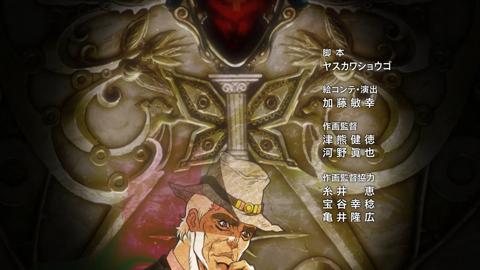 脚本
ヤスカワショウゴ
絵コンテ・演出
加藤敏幸
作画監督
津熊健徳
河野眞也
作画監督協力
糸井恵
宝谷幸稔
亀井隆広